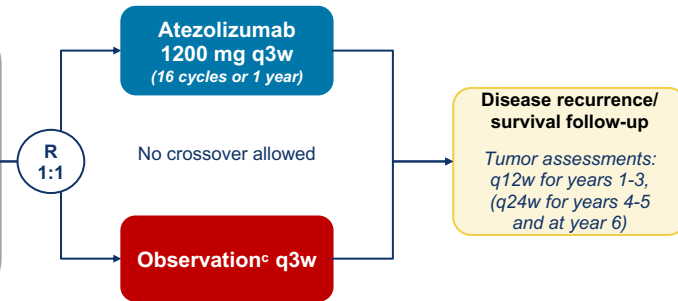 Atezolizumab
1200 mg q3w
(16 cycles or 1 year)
R
1:1
No crossover allowed
Observationᶜ q3w
Disease recurrence/
survival follow-up
Tumor assessments:
q12w for years 1-3,
(q24w for years 4-5
and at year 6)